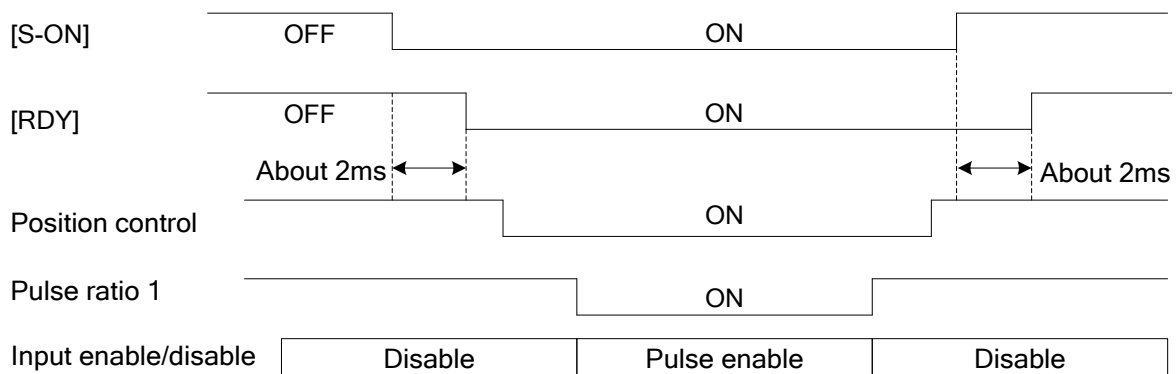 [S-ON] OFF ON
[RDY] OFF ON
About 2ms About 2ms
Position control ON
Pulse ratio 1 ON
Input enable/disable Disable Pulse enable Disable